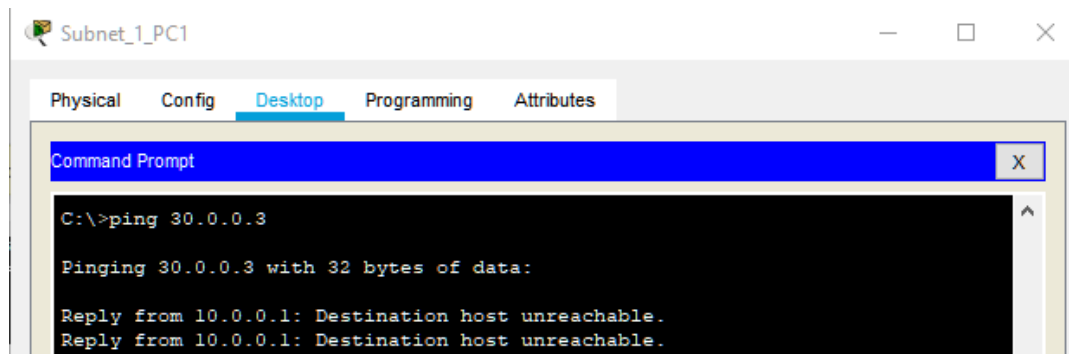 Subnet_1_PC1
Physical Config Desktop Programming Attributes
Command Prompt X
C:\>ping 30.0.0.3
Pinging 30.0.0.3 with 32 bytes of data:
Reply from 10.0.0.1: Destination host unreachable.
Reply from 10.0.0.1: Destination host unreachable.